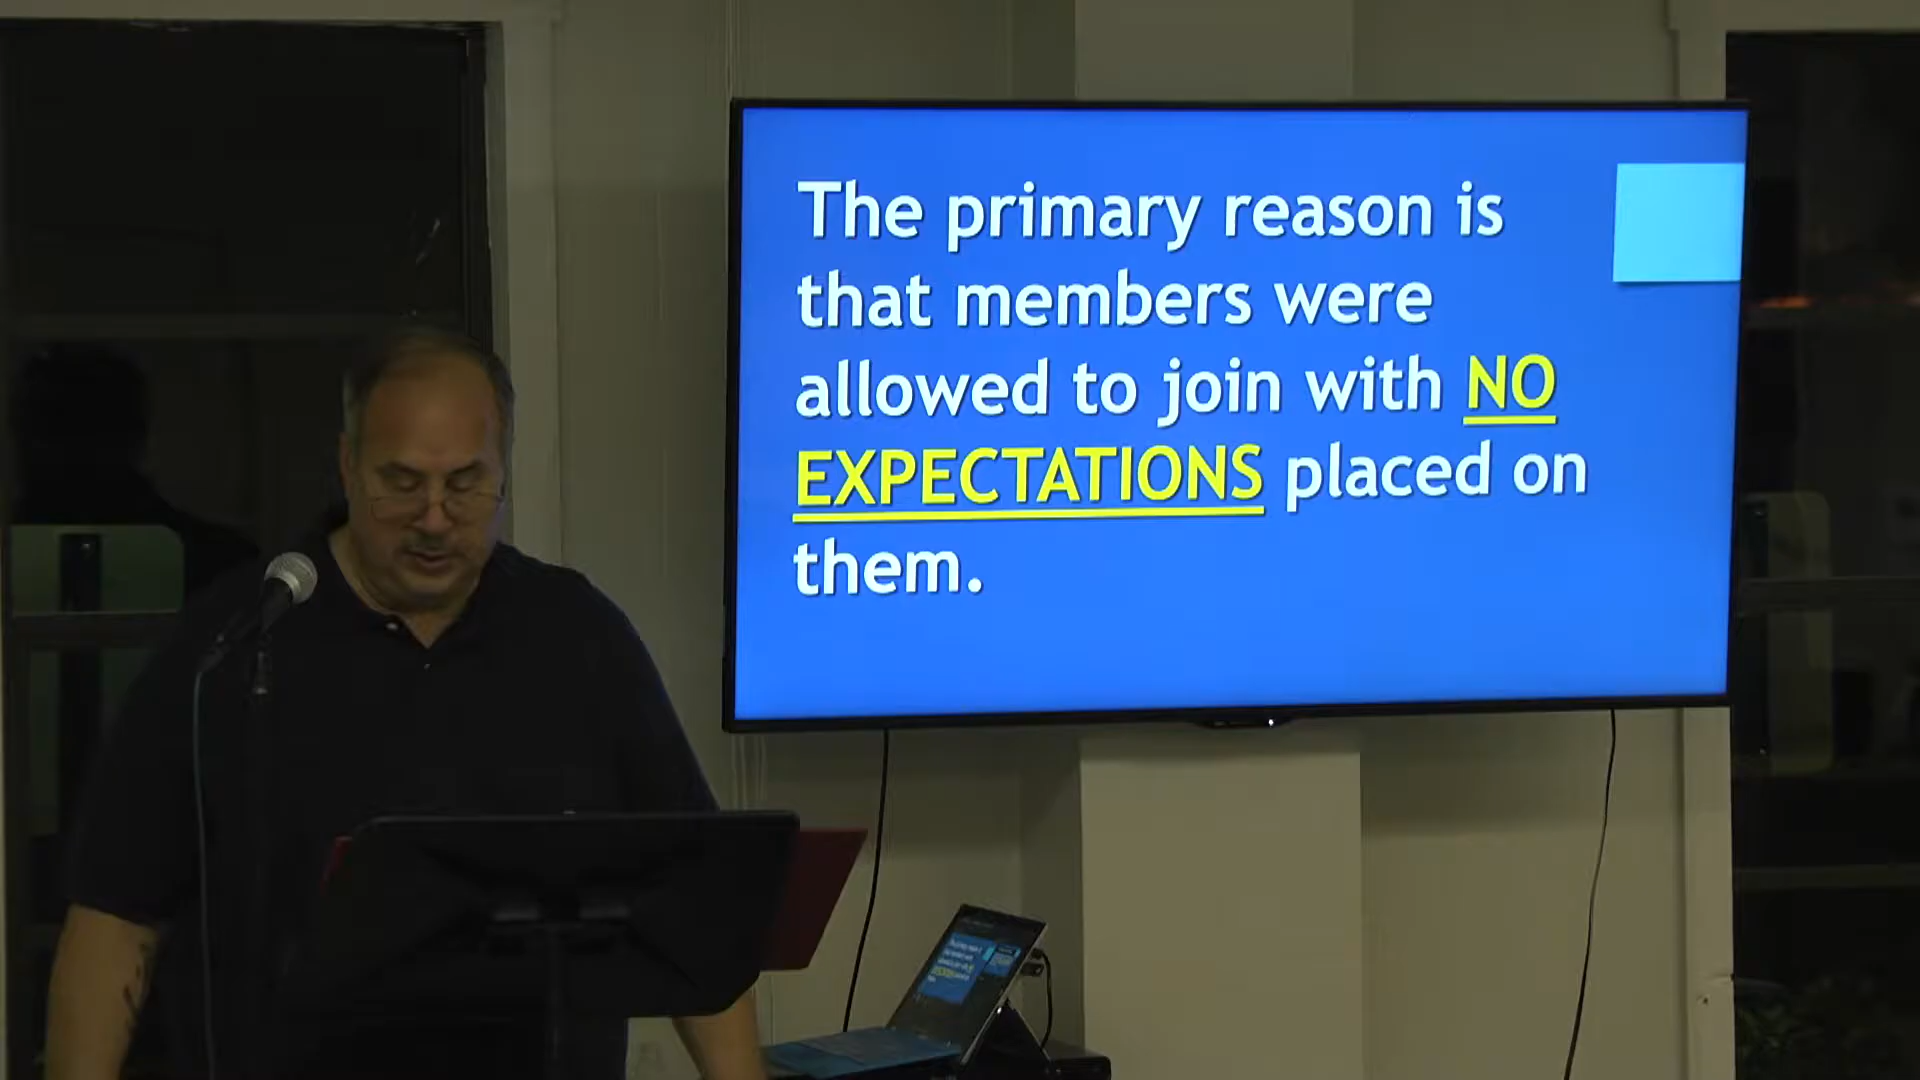 The primary reason is
that members were
allowed to join with NO
EXPECTATIONS placed on
them.